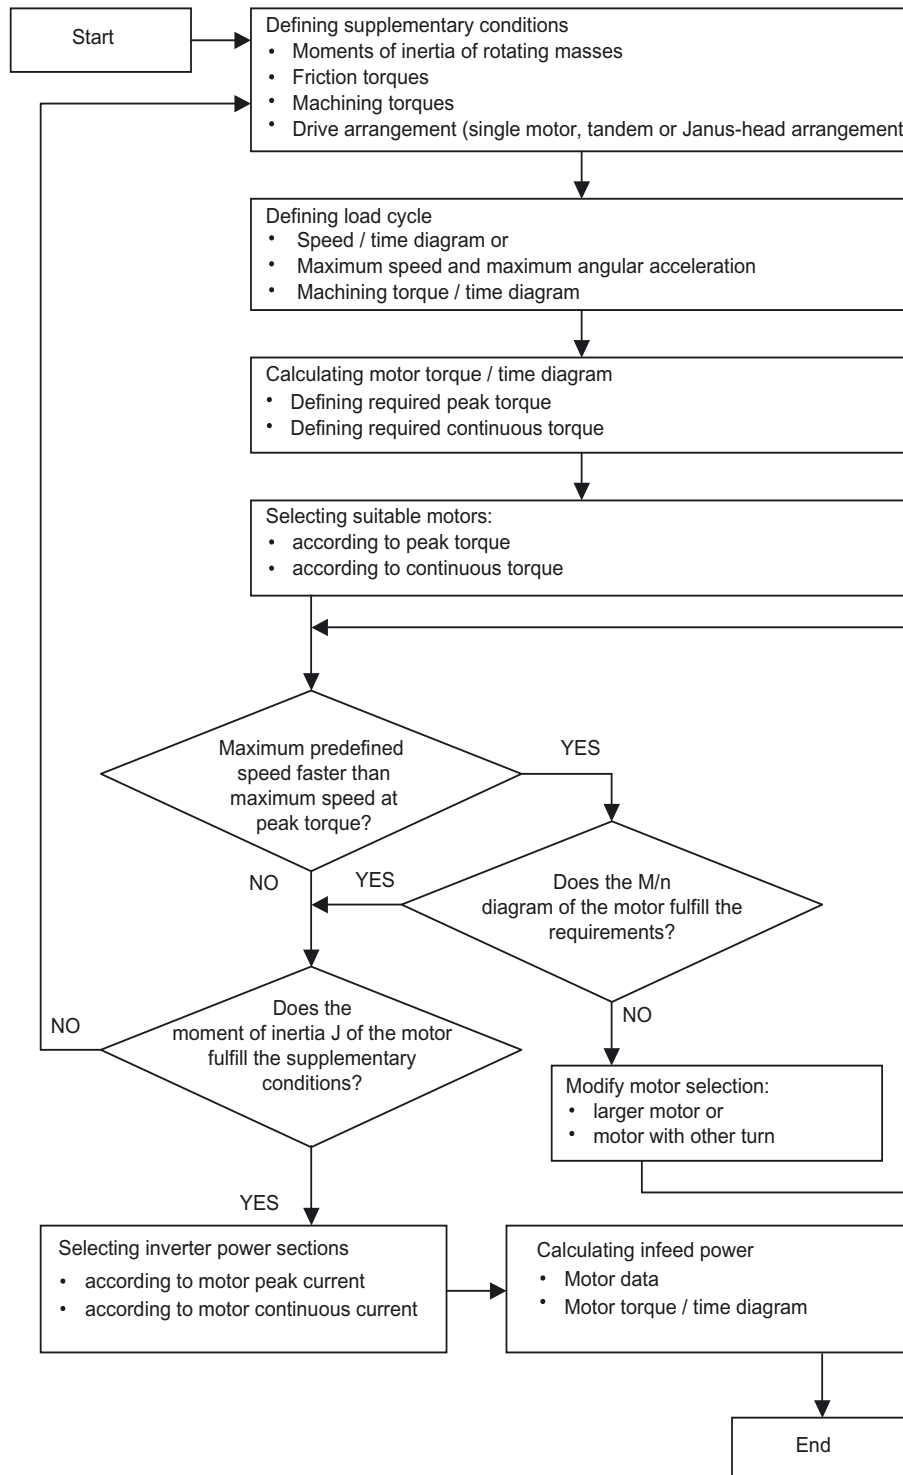 Start
Defining supplementary conditions
• Moments of inertia of rotating masses
• Friction torques
• Machining torques
• Drive arrangement (single motor, tandem or Janus-head arrangement
Defining load cycle
• Speed / time diagram or
• Maximum speed and maximum angular acceleration
• Machining torque / time diagram
Calculating motor torque / time diagram
• Defining required peak torque
• Defining required continuous torque
Selecting suitable motors:
• according to peak torque
• according to continuous torque
Maximum predefined
speed faster than
maximum speed at
peak torque?
YES
NO
YES
Does the M/n
diagram of the motor fulfill the
requirements?
NO
Does the
moment of inertia J of the motor
fulfill the supplementary
conditions?
NO
Modify motor selection:
• larger motor or
• motor with other turn
YES
Selecting inverter power sections
• according to motor peak current
• according to motor continuous current
Calculating infeed power
• Motor data
• Motor torque / time diagram
End